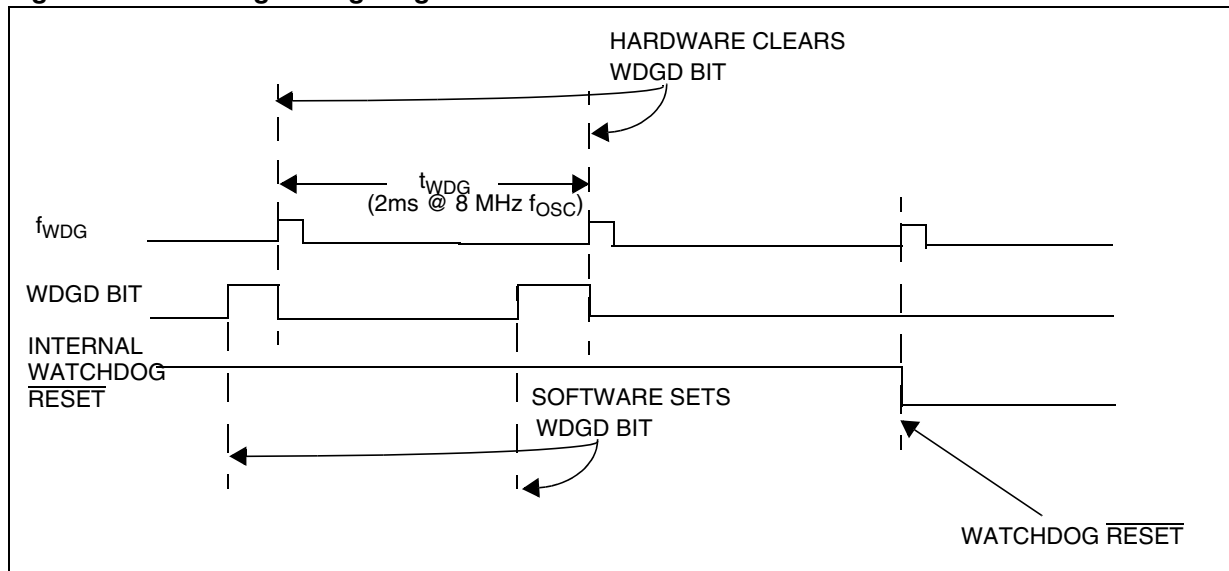 HARDWARE CLEARS
WDGD BIT
tWDG
(2ms @ 8 MHz fOSC)
fWDG
WDGD BIT
INTERNAL
WATCHDOG
RESET
SOFTWARE SETS
WDGD BIT
WATCHDOG RESET